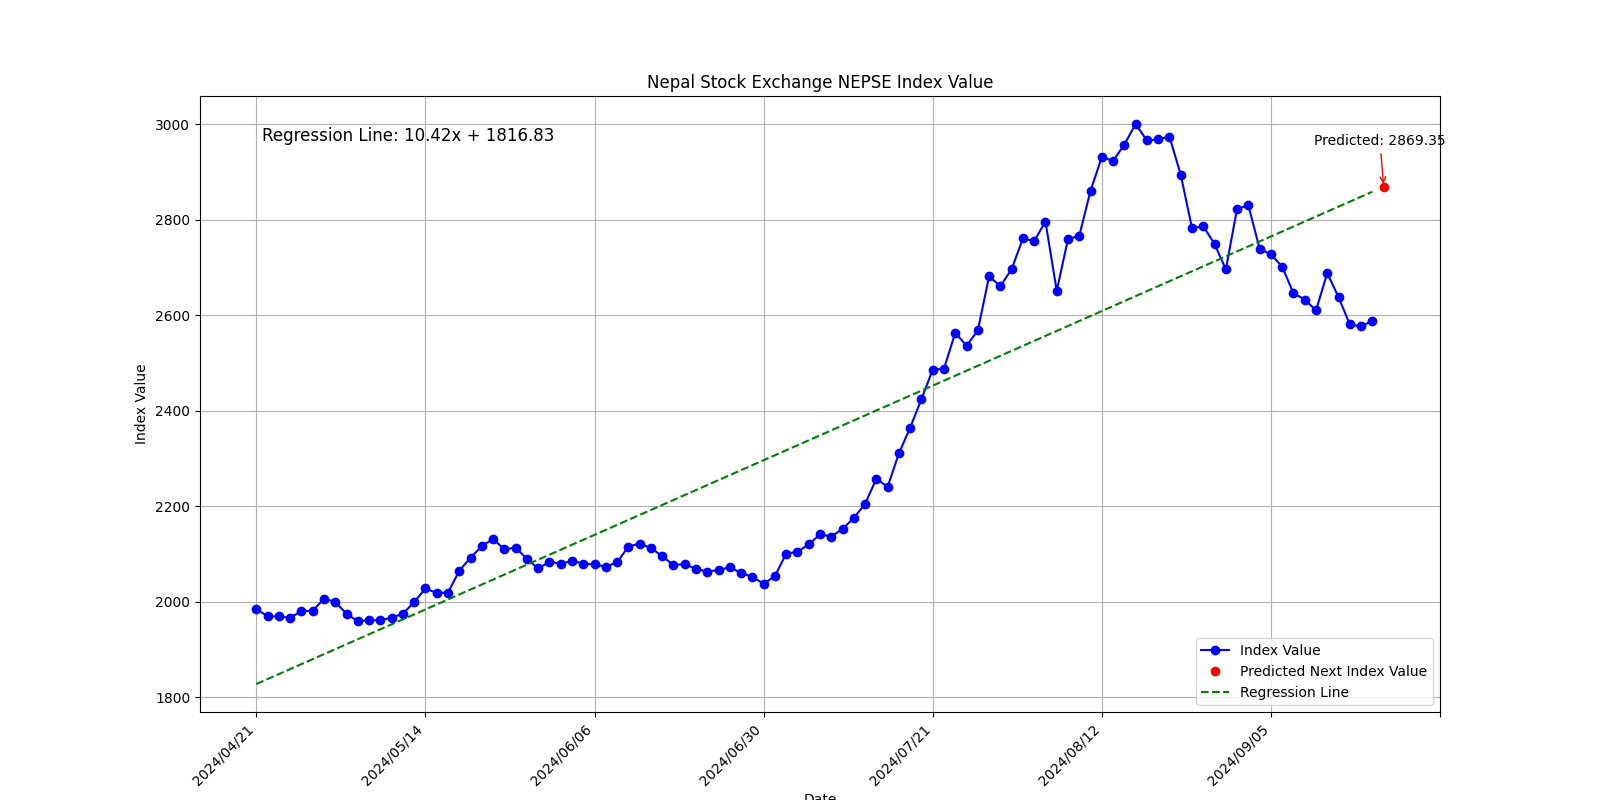 Nepal Stock Exchange NEPSE Index Value
Regression Line: 10.42x + 1816.83
Predicted: 2869.35
3000
2800
2600
2400
2200
2000
1800
Index Value
Index Value
Predicted Next Index Value
Regression Line
2024/04/21
2024/05/14
2024/06/06
2024/06/30
2024/07/21
2024/08/12
2024/09/05
Date